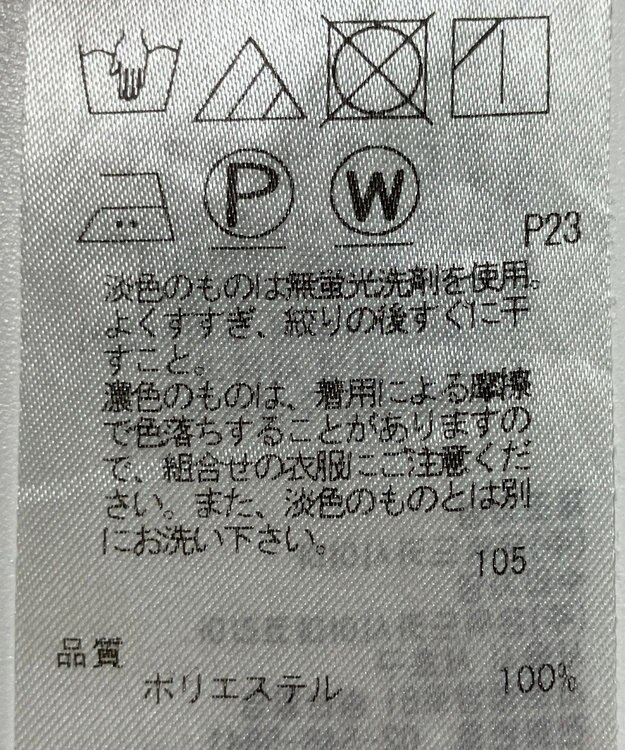 P W
P23
淡色のものは無蛍光洗剤を使用。
よくすすぎ、絞りの後すぐに干
すこと。
濃色のものは、着用による摩擦
で色落ちすることがありますの
で、組合せの衣服にご注意くだ
さい。また、淡色のものとは別
にお洗い下さい。
105
品質
ポリエステル 100%